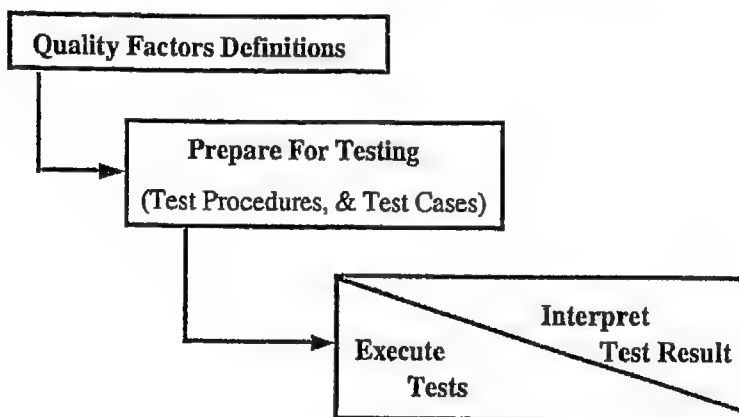 Quality Factors Definitions
Prepare For Testing
(Test Procedures, & Test Cases)
Interpret
Test Result
Execute
Tests